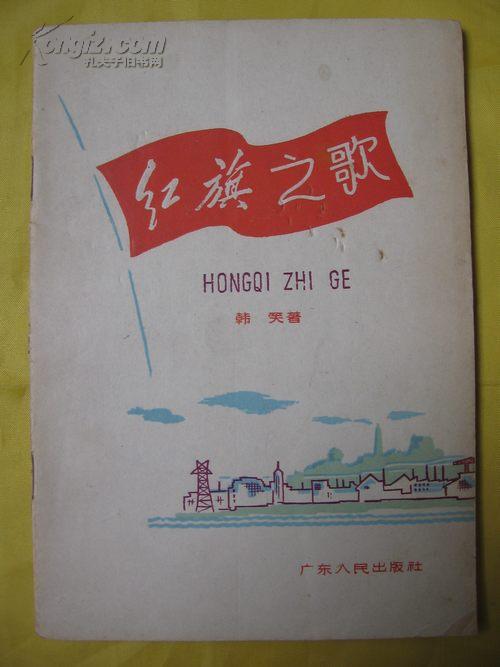 Kongfz.com
孔夫子旧书网
红旗之歌
HONGQI ZHI GE
韩笑著
广东人民出版社